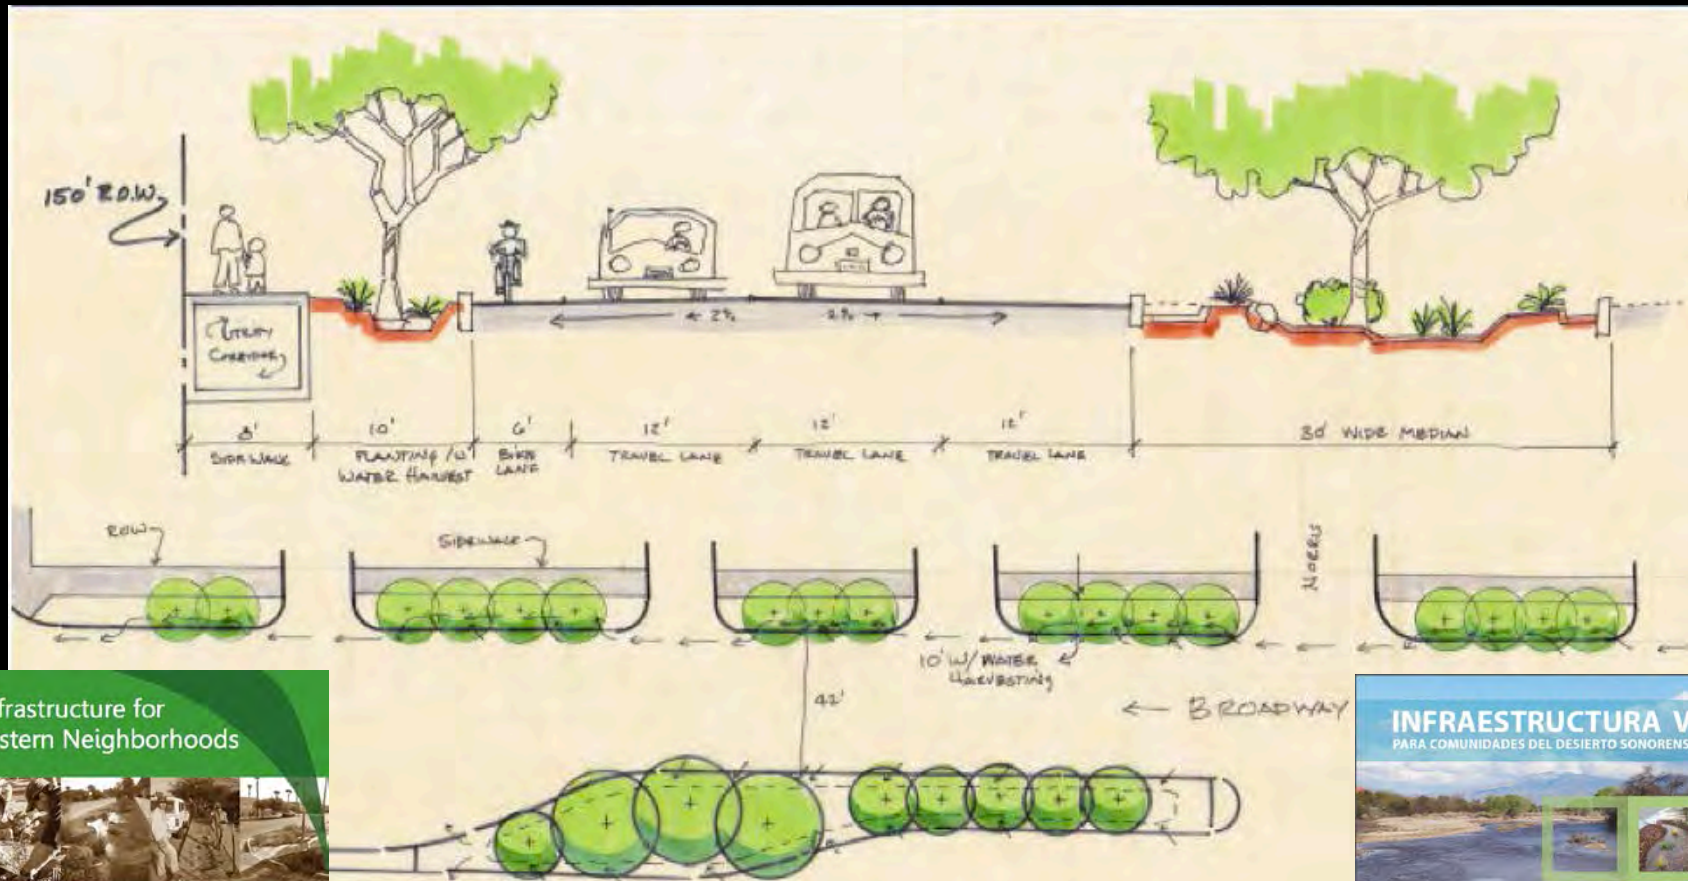 150' R.O.W.
UTILITY
CORRIDOR
← 2%
2% →
8'
SIDEWALK
10'
PLANTING /W
WATER HARVEST
6'
BIKE
LANE
12'
TRAVEL LANE
12'
TRAVEL LANE
12'
TRAVEL LANE
30' WIDE MEDIAN
ROW
SIDEWALK
NORRIS
10' W/ WATER
HARVESTING
42'
← BROADWAY
frastructure for
stern Neighborhoods
INFRAESTRUCTURA V
PARA COMUNIDADES DEL DESIERTO SONORENS